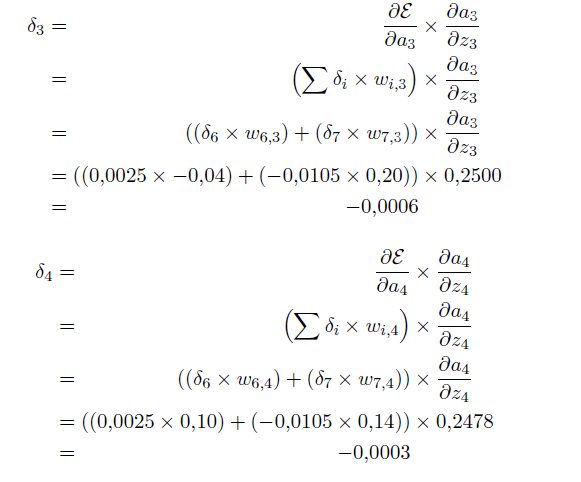 δ₃ = ∂ℰ/∂a₃ × ∂a₃/∂z₃
= (∑ δᵢ × wᵢ,₃) × ∂a₃/∂z₃
= ((δ₆ × w₆,₃) + (δ₇ × w₇,₃)) × ∂a₃/∂z₃
= ((0,0025 × −0,04) + (−0,0105 × 0,20)) × 0,2500
= −0,0006
δ₄ = ∂ℰ/∂a₄ × ∂a₄/∂z₄
= (∑ δᵢ × wᵢ,₄) × ∂a₄/∂z₄
= ((δ₆ × w₆,₄) + (δ₇ × w₇,₄)) × ∂a₄/∂z₄
= ((0,0025 × 0,10) + (−0,0105 × 0,14)) × 0,2478
= −0,0003